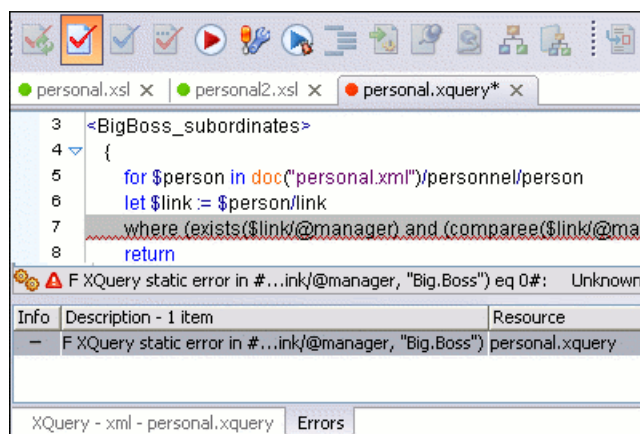 personal.xsl personal2.xsl personal.xquery*
3 <BigBoss_subordinates>
4 {
5 for $person in doc("personal.xml")/personnel/person
6 let $link := $person/link
7 where (exists($link/@manager) and (comparee($link/@ma
8 return
F XQuery static error in #...ink/@manager, "Big.Boss") eq 0#: Unknown
Info Description - 1 item Resource
F XQuery static error in #...ink/@manager, "Big.Boss") personal.xquery
XQuery - xml - personal.xquery Errors